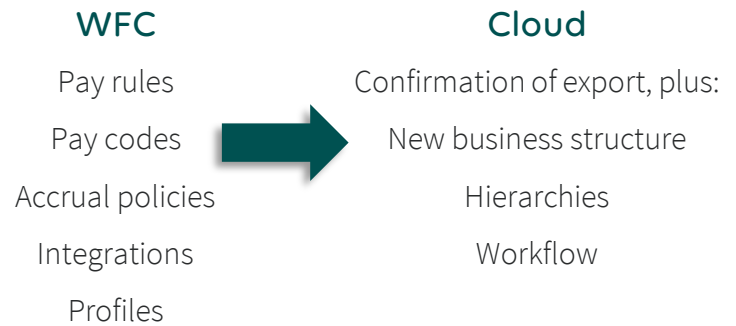 WFC
Pay rules
Pay codes
Accrual policies
Integrations
Profiles
Cloud
Confirmation of export, plus:
New business structure
Hierarchies
Workflow